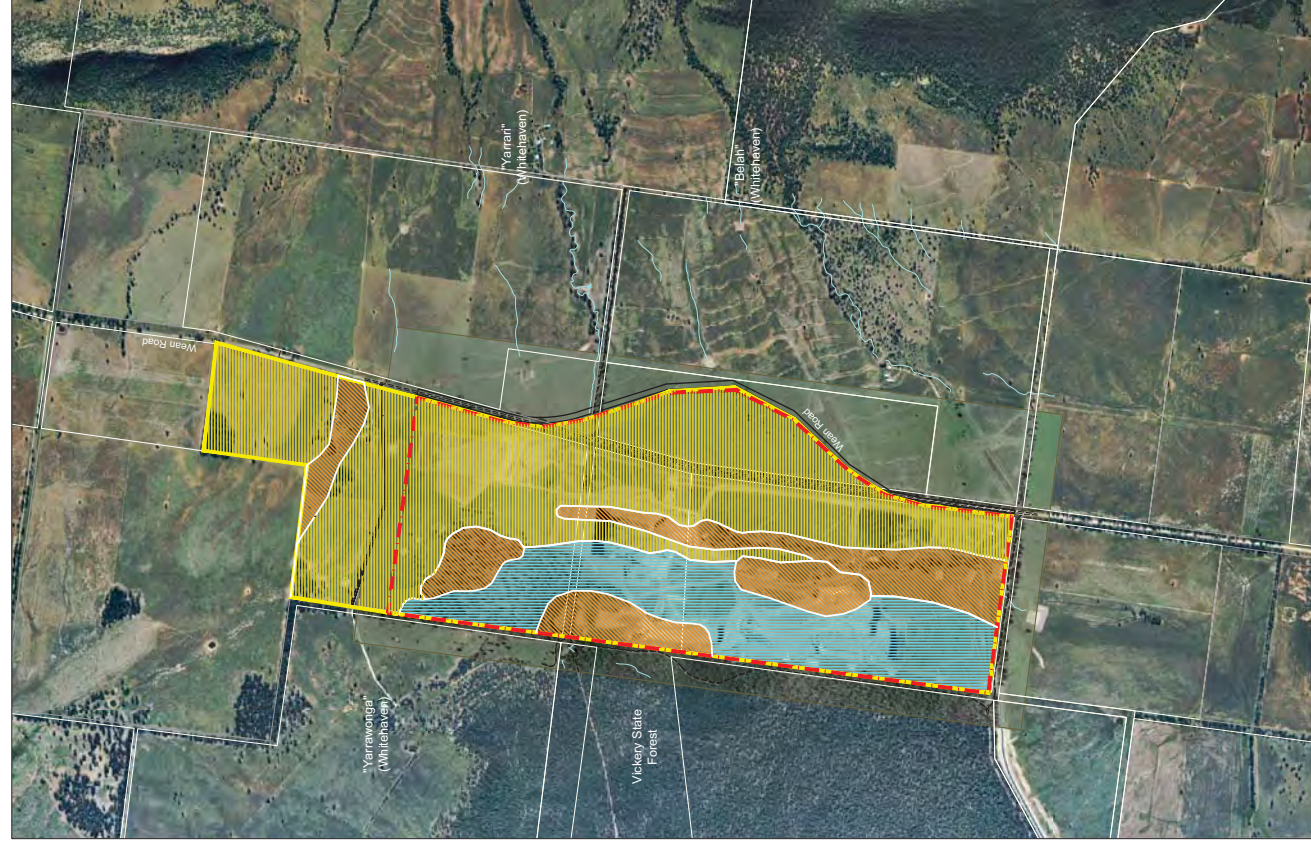 Wean Road
"Yarrari"
(Whitehaven)
"Belah"
(Whitehaven)
Wean Road
"Yarrawonga"
(Whitehaven)
Vickery State
Forest